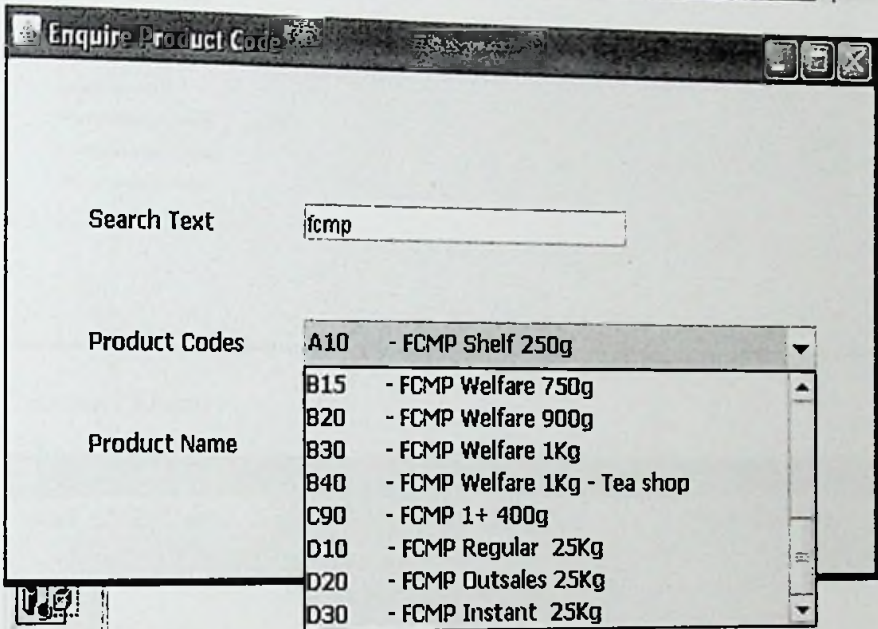 Enquire Product Code
Search Text fcmp
Product Codes A10 - FCMP Shelf 250g
B15 - FCMP Welfare 750g
B20 - FCMP Welfare 900g
Product Name B30 - FCMP Welfare 1Kg
B40 - FCMP Welfare 1Kg - Tea shop
C90 - FCMP 1+ 400g
D10 - FCMP Regular 25Kg
D20 - FCMP Outsales 25Kg
D30 - FCMP Instant 25Kg